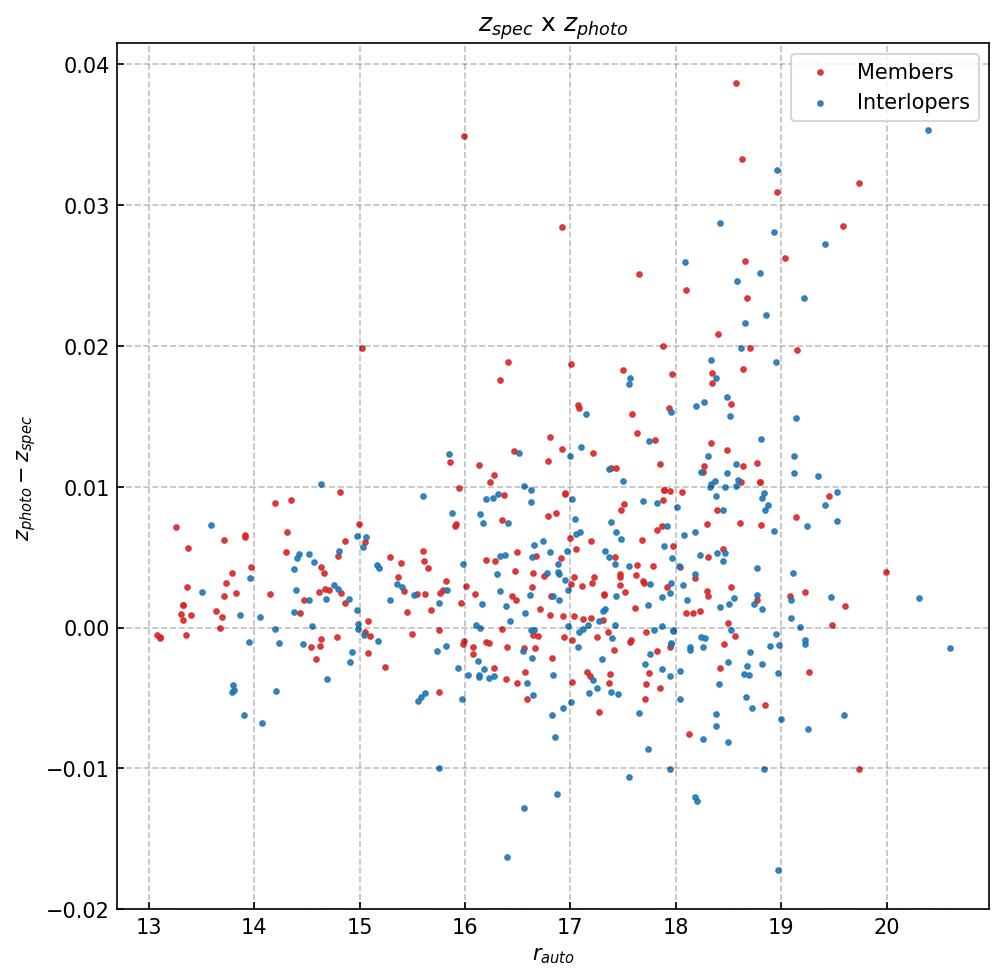 z_spec x z_photo
Members
Interlopers
0.04
0.03
0.02
0.01
0.00
−0.01
−0.02
z_photo − z_spec
13 14 15 16 17 18 19 20
r_auto